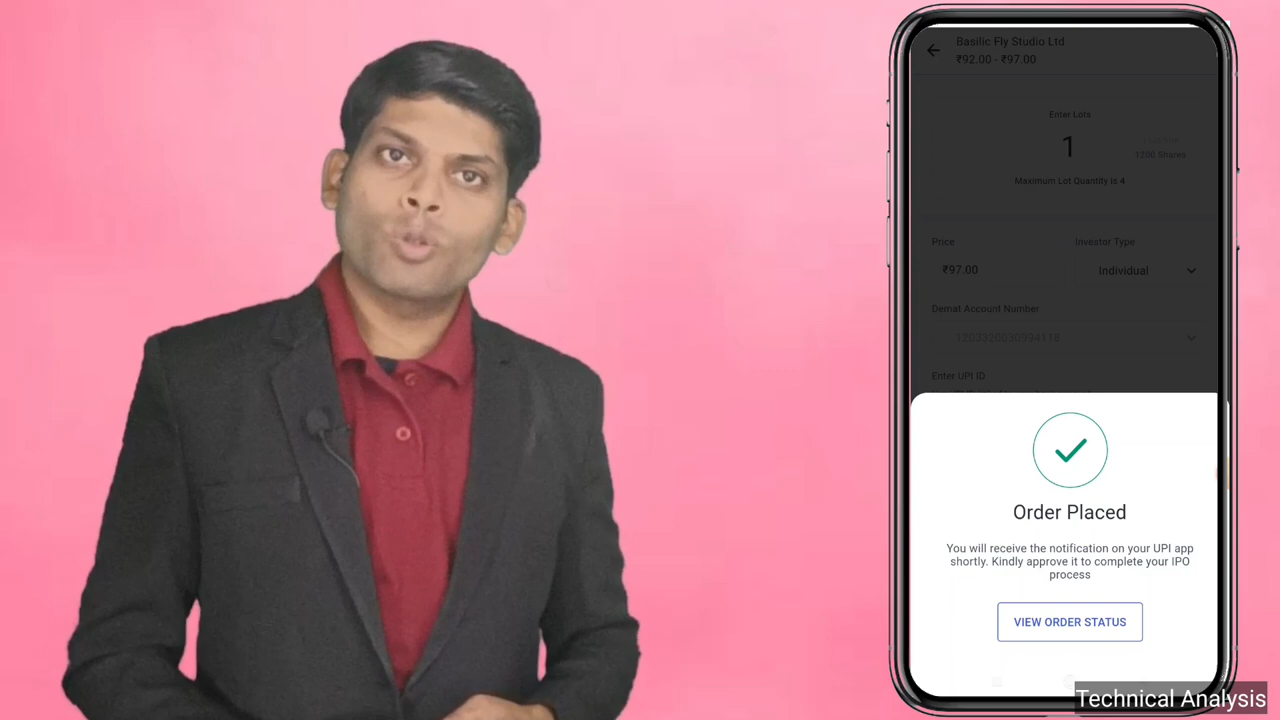 Basilic Fly Studio Ltd
₹92.00 - ₹97.00
Enter Lots
1
1200 Shares
Maximum Lot Quantity is 4
Price
Investor Type
₹97.00
Individual
Demat Account Number
Enter UPI ID
Order Placed
You will receive the notification on your UPI app
shortly. Kindly approve it to complete your IPO
process
VIEW ORDER STATUS
Technical Analysis